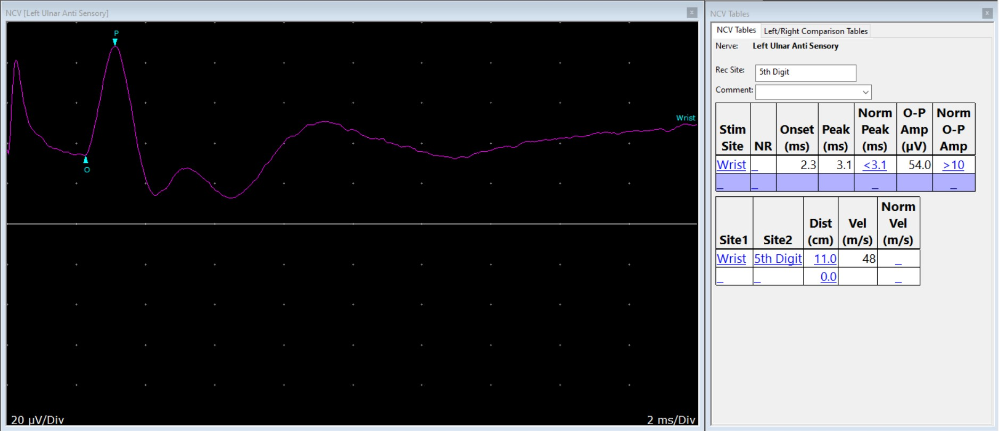 NCV [Left Ulnar Anti Sensory]
P
O
Wrist
20 µV/Div
2 ms/Div
NCV Tables
NCV Tables
Left/Right Comparison Tables
Nerve: Left Ulnar Anti Sensory
Rec Site: 5th Digit
Comment:
Stim Site NR Onset (ms) Peak (ms) Norm Peak (ms) O-P Amp (µV) Norm O-P Amp
Wrist _ 2.3 3.1 <3.1 54.0 >10
_ _ _ _
Site1 Site2 Dist (cm) Vel (m/s) Norm Vel (m/s)
Wrist 5th Digit 11.0 48 _
_ _ 0.0 _